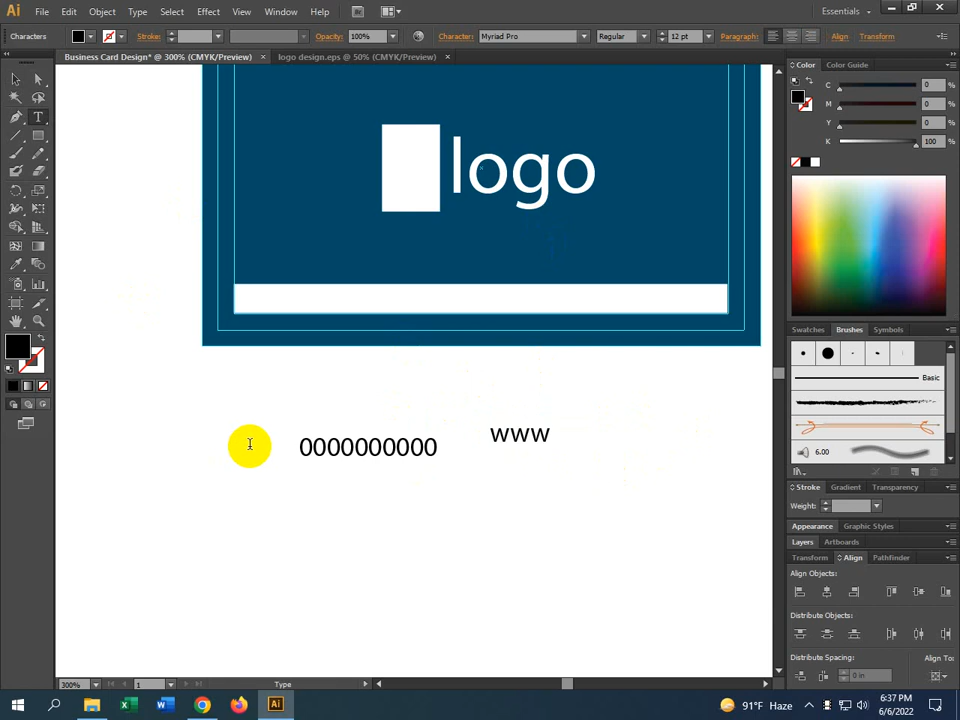 Ai File Edit Object Type Select Effect View Window Help Br Essentials
Characters Stroke: Opacity: 100% Character: Myriad Pro Regular 12 pt Paragraph: Align Transform
Business Card Design* @ 300% (CMYK/Preview) × logo design.eps @ 50% (CMYK/Preview) ×
Color Color Guide
C 0 %
M 0 %
Y 0 %
K 100 %
logo
Swatches Brushes Symbols
Basic
6.00
0000000000 www
Stroke Gradient Transparency
Weight:
Appearance Graphic Styles
Layers Artboards
Transform Align Pathfinder
Align Objects:
Distribute Objects:
Distribute Spacing: Align To:
0 in
300% 1 Type
Ai 91°F Haze 6:37 PM
6/6/2022